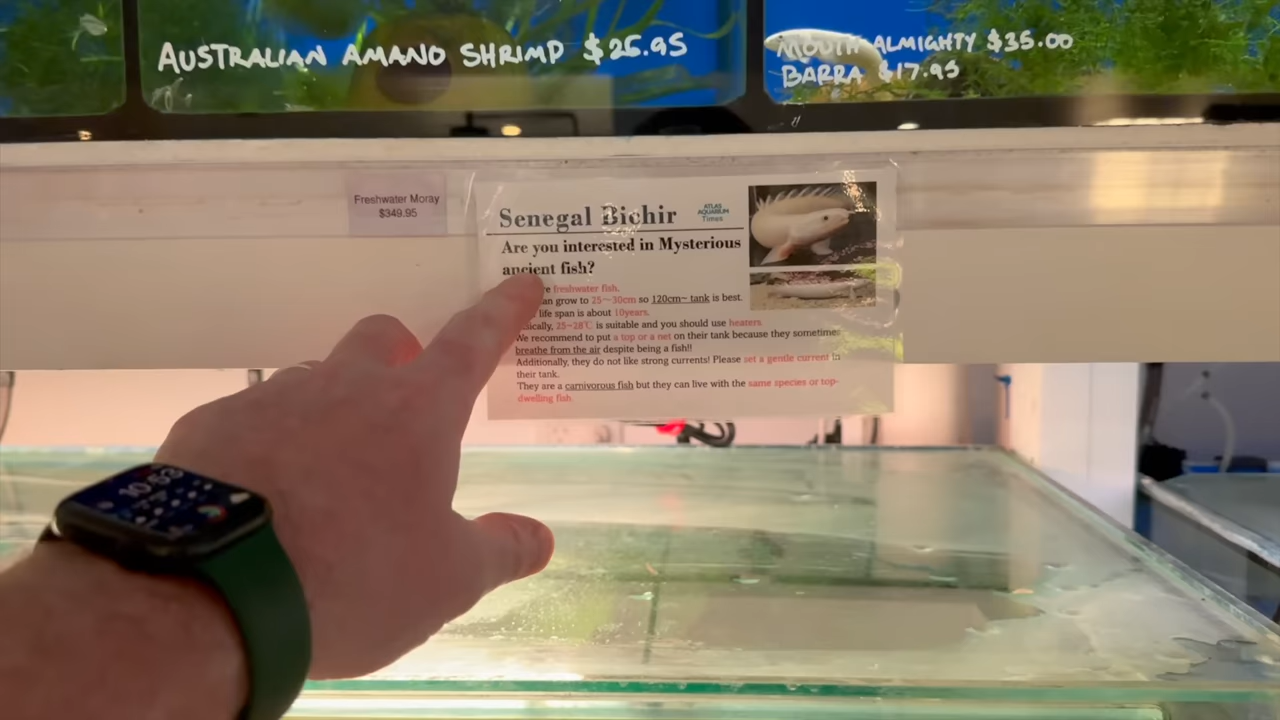 AUSTRALIAN AMANO SHRIMP $25.95
MOUTH ALMIGHTY $35.00
BARRA $17.95
Freshwater Moray
$349.95
Senegal Bichir
ATLAS
AQUARIUM
Times
Are you interested in Mysterious
ancient fish?
freshwater fish.
can grow to 25~30cm so 120cm~ tank is best.
life span is about 10years.
Basically, 25~28℃ is suitable and you should use heaters
We recommend to put a top or a net on their tank because they sometimes
breathe from the air despite being a fish!!
Additionally, they do not like strong currents! Please set a gentle current in
their tank.
They are a carnivorous fish but they can live with the same species or top-
dwelling fish.
10:53